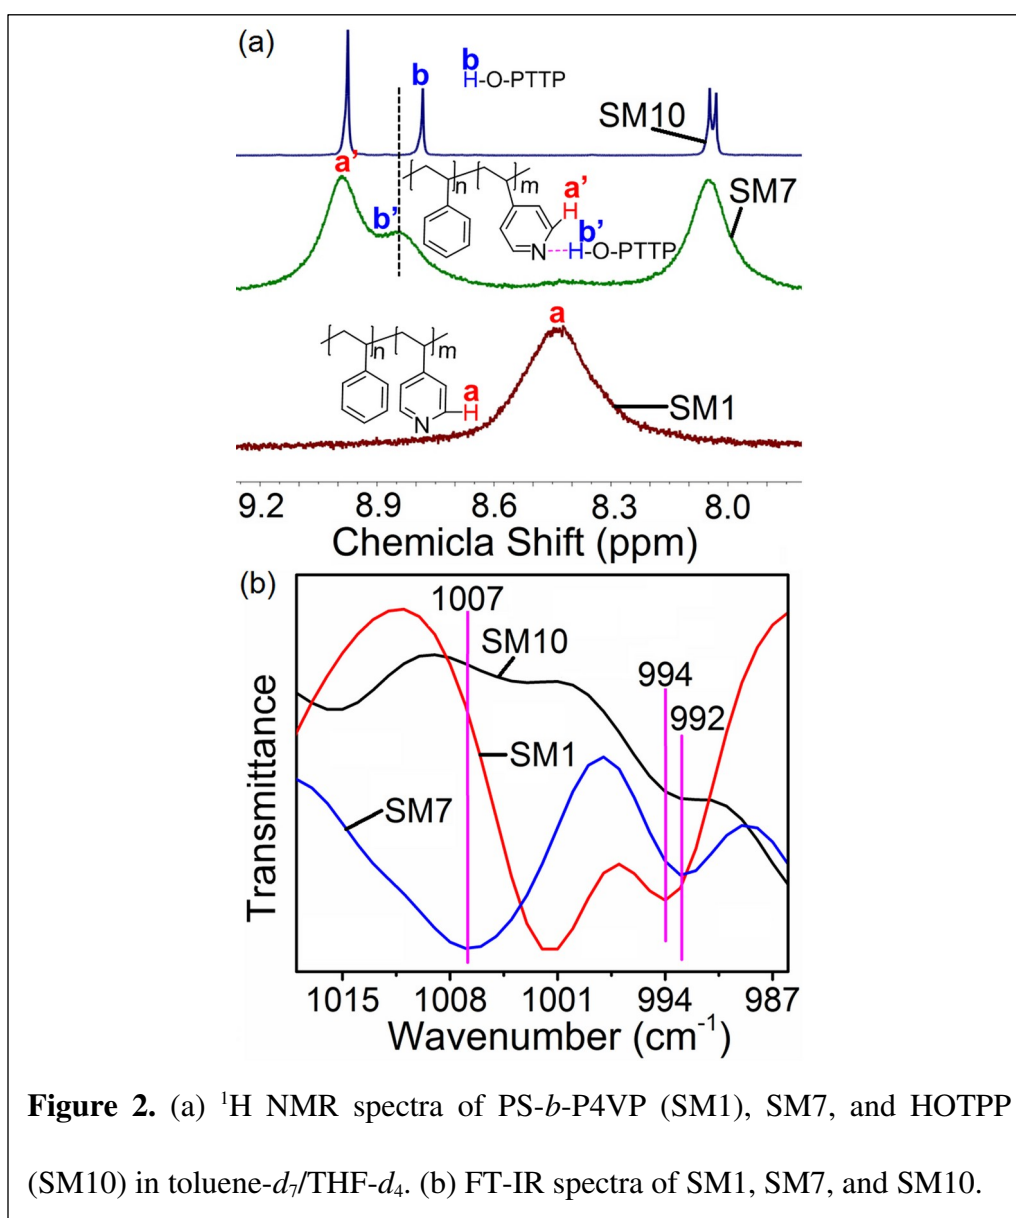 (a)
b
b
H-O-PTTP
SM10
a'
n
m
a'
H
SM7
b'
b'
N
H-O-PTTP
a
n
m
a
H
N
SM1
9.2 8.9 8.6 8.3 8.0
Chemicla Shift (ppm)
(b)
1007
SM10
994
992
SM1
SM7
Transmittance
1015 1008 1001 994 987
Wavenumber (cm⁻¹)
Figure 2. (a) ¹H NMR spectra of PS-b-P4VP (SM1), SM7, and HOTPP
(SM10) in toluene-d₇/THF-d₄. (b) FT-IR spectra of SM1, SM7, and SM10.